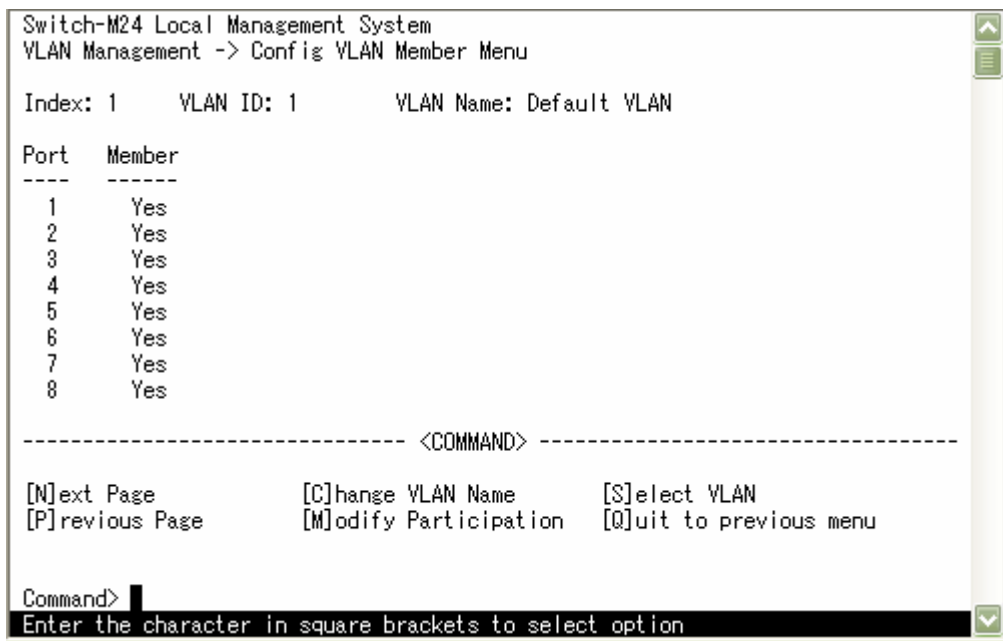 Switch-M24 Local Management System
VLAN Management -> Config VLAN Member Menu
Index: 1     VLAN ID: 1          VLAN Name: Default VLAN
Port   Member
----   ------
1      Yes
2      Yes
3      Yes
4      Yes
5      Yes
6      Yes
7      Yes
8      Yes
-------------------------------- <COMMAND> -----------------------------------
[N]ext Page            [C]hange VLAN Name       [S]elect VLAN
[P]revious Page        [M]odify Participation   [Q]uit to previous menu
Command>
Enter the character in square brackets to select option